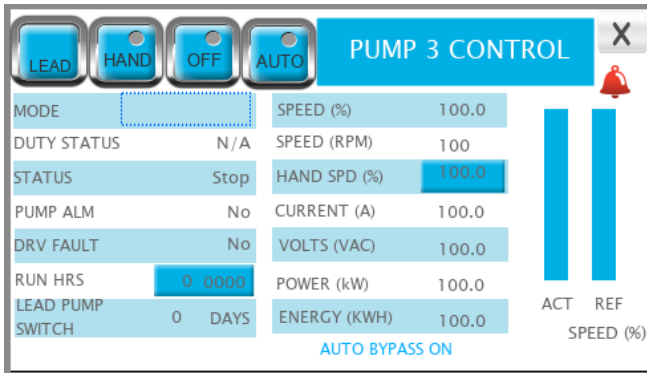 LEAD HAND OFF AUTO PUMP 3 CONTROL X
MODE
DUTY STATUS N/A
STATUS Stop
PUMP ALM No
DRV FAULT No
RUN HRS 0 0000
LEAD PUMP
SWITCH 0 DAYS
SPEED (%) 100.0
SPEED (RPM) 100
HAND SPD (%) 100.0
CURRENT (A) 100.0
VOLTS (VAC) 100.0
POWER (kW) 100.0
ENERGY (KWH) 100.0
AUTO BYPASS ON
ACT REF
SPEED (%)